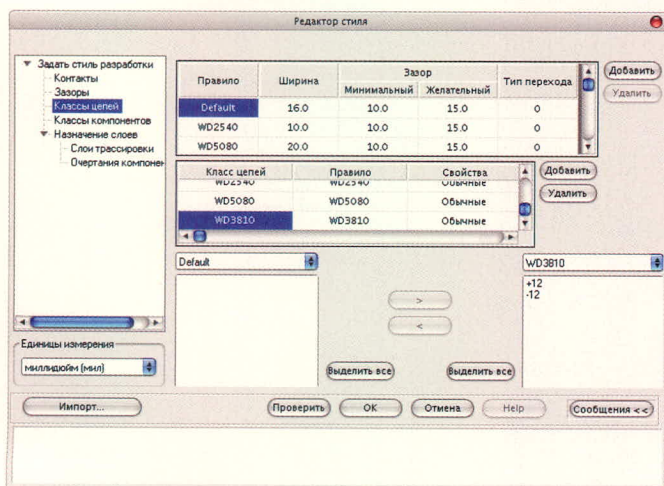 Редактор стиля
Задать стиль разработки
Контакты
Зазоры
Классы цепей
Классы компонентов
Назначение слоев
Слои трассировки
Очертания компонен
Единицы измерения
миллидюйм (мил)
Правило Ширина Зазор Тип перехода
Минимальный Желательный
Default 16.0 10.0 15.0 0
WD2540 10.0 10.0 15.0 0
WD5080 20.0 10.0 15.0 0
Добавить
Удалить
Класс цепей Правило Свойства
WD2540 WD2540 Обычные
WD5080 WD5080 Обычные
WD3810 WD3810 Обычные
Добавить
Удалить
Default
WD3810
+12
-12
>
<
Выделить все
Выделить все
Импорт...
Проверить
OK
Отмена
Help
Сообщения <<